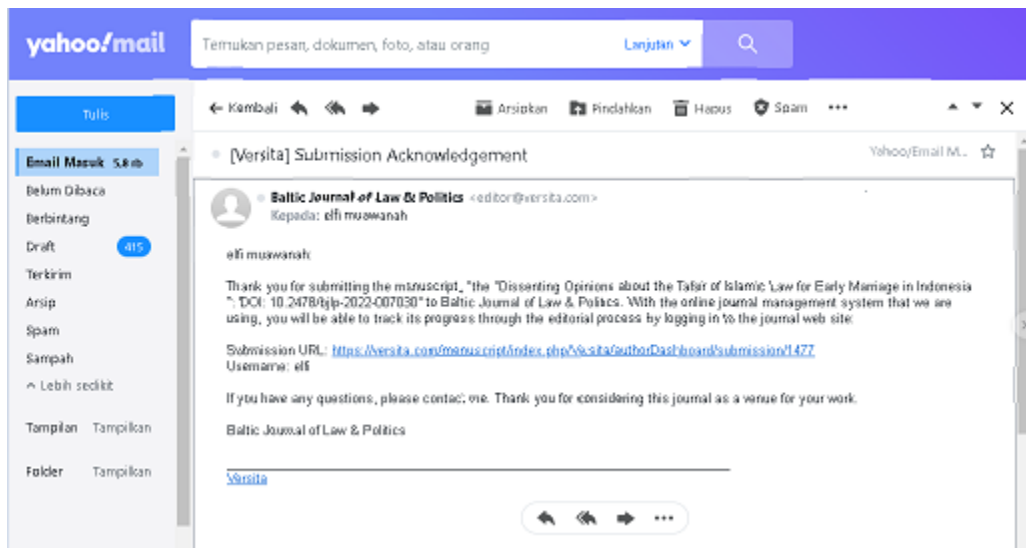 yahoo!mail
Temukan pesan, dokumen, foto, atau orang
Lanjutan
Tulis
Kembali
Arsipkan
Pindahkan
Hapus
Spam
Email Masuk 5,8 rb
[Versita] Submission Acknowledgement
Yahoo/Email M...
Belum Dibaca
Berbintang
Draft 415
Terkirim
Arsip
Spam
Sampah
Lebih sedikit
Tampilan Tampilkan
Folder Tampilkan
Baltic Journal of Law & Politics <editor@versita.com>
Kepada: elfi muawanah
elfi muawanah:
Thank you for submitting the manuscript, "the "Dissenting Opinions about the Tafsir of Islamic Law for Early Marriage in Indonesia
": DOI: 10.2478/bjlp-2022-007030" to Baltic Journal of Law & Politics. With the online journal management system that we are
using, you will be able to track its progress through the editorial process by logging in to the journal web site:
Submission URL: https://versita.com/menuscript/index.php/Versita/authorDashboard/submission/1477
Username: elfi
If you have any questions, please contact me. Thank you for considering this journal as a venue for your work.
Baltic Journal of Law & Politics
Versita